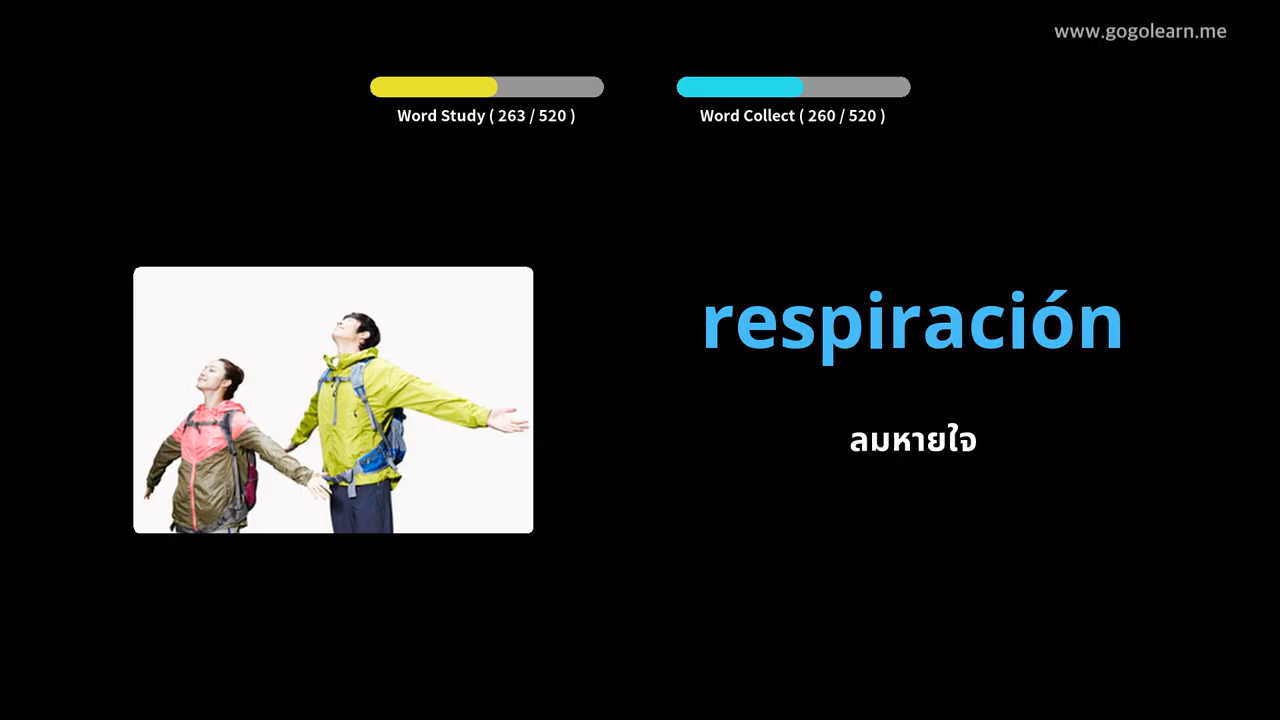 www.gogolearn.me
Word Study ( 263 / 520 )
Word Collect ( 260 / 520 )
respiración
ลมหายใจ